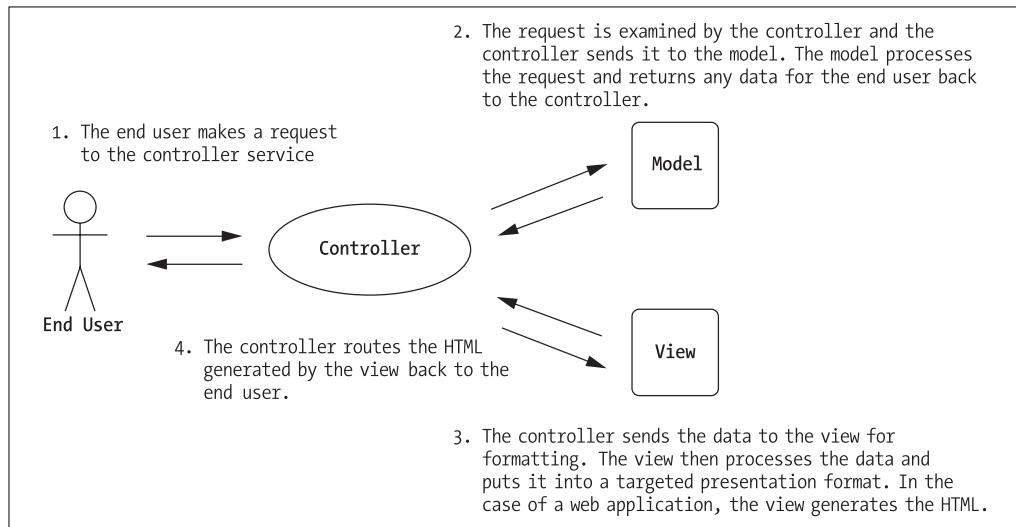 2. The request is examined by the controller and the
controller sends it to the model. The model processes
the request and returns any data for the end user back
to the controller.
1. The end user makes a request
to the controller service
Model
Controller
End User
View
4. The controller routes the HTML
generated by the view back to the
end user.
3. The controller sends the data to the view for
formatting. The view then processes the data and
puts it into a targeted presentation format. In the
case of a web application, the view generates the HTML.